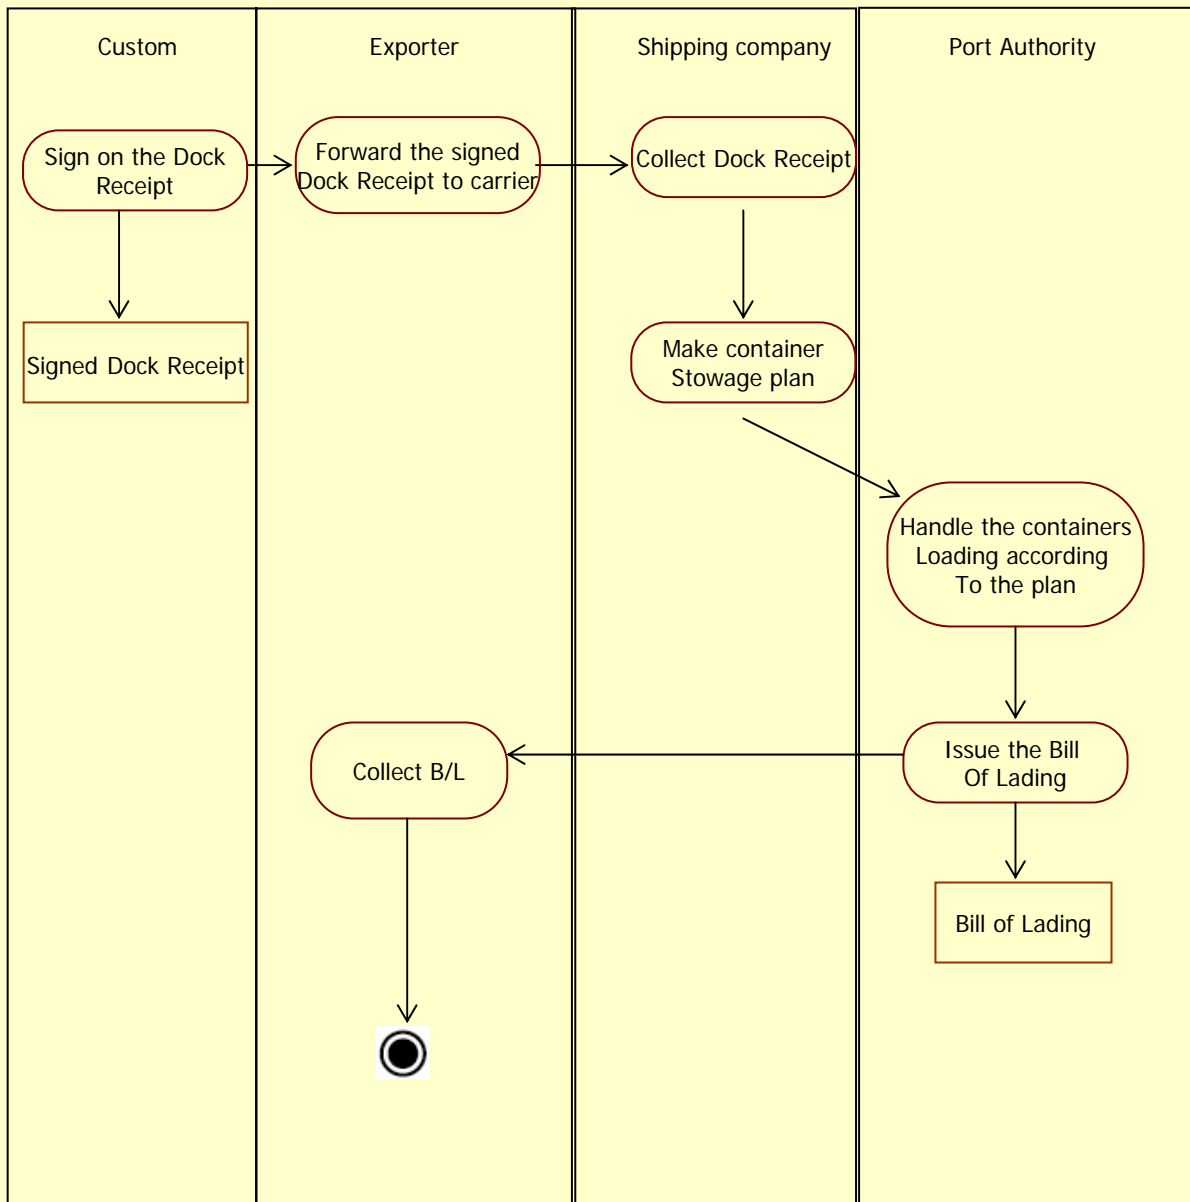 Custom
Exporter
Shipping company
Port Authority
Sign on the Dock
Receipt
Forward the signed
Dock Receipt to carrier
Collect Dock Receipt
Signed Dock Receipt
Make container
Stowage plan
Handle the containers
Loading according
To the plan
Collect B/L
Issue the Bill
Of Lading
Bill of Lading